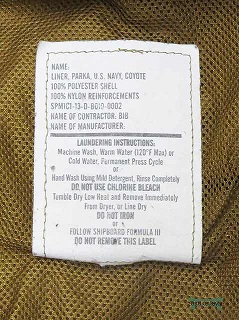 NAME:
LINER, PARKA, U.S. NAVY, COYOTE
100% POLYESTER SHELL
100% NYLON REINFORCEMENTS
SPM1C1-13-D-B019-0002
NAME OF CONTRACTOR: BIB
NAME OF MANUFACTURER:
LAUNDERING INSTRUCTIONS:
Machine Wash, Warm Water (120°F Max) or
Cold Water, Permanent Press Cycle
or
Hand Wash Using Mild Detergent, Rinse Completely
DO NOT USE CHLORINE BLEACH
Tumble Dry Low Heat and Remove Immediately
From Dryer, or Line Dry
DO NOT IRON
or
FOLLOW SHIPBOARD FORMULA III
DO NOT REMOVE THIS LABEL